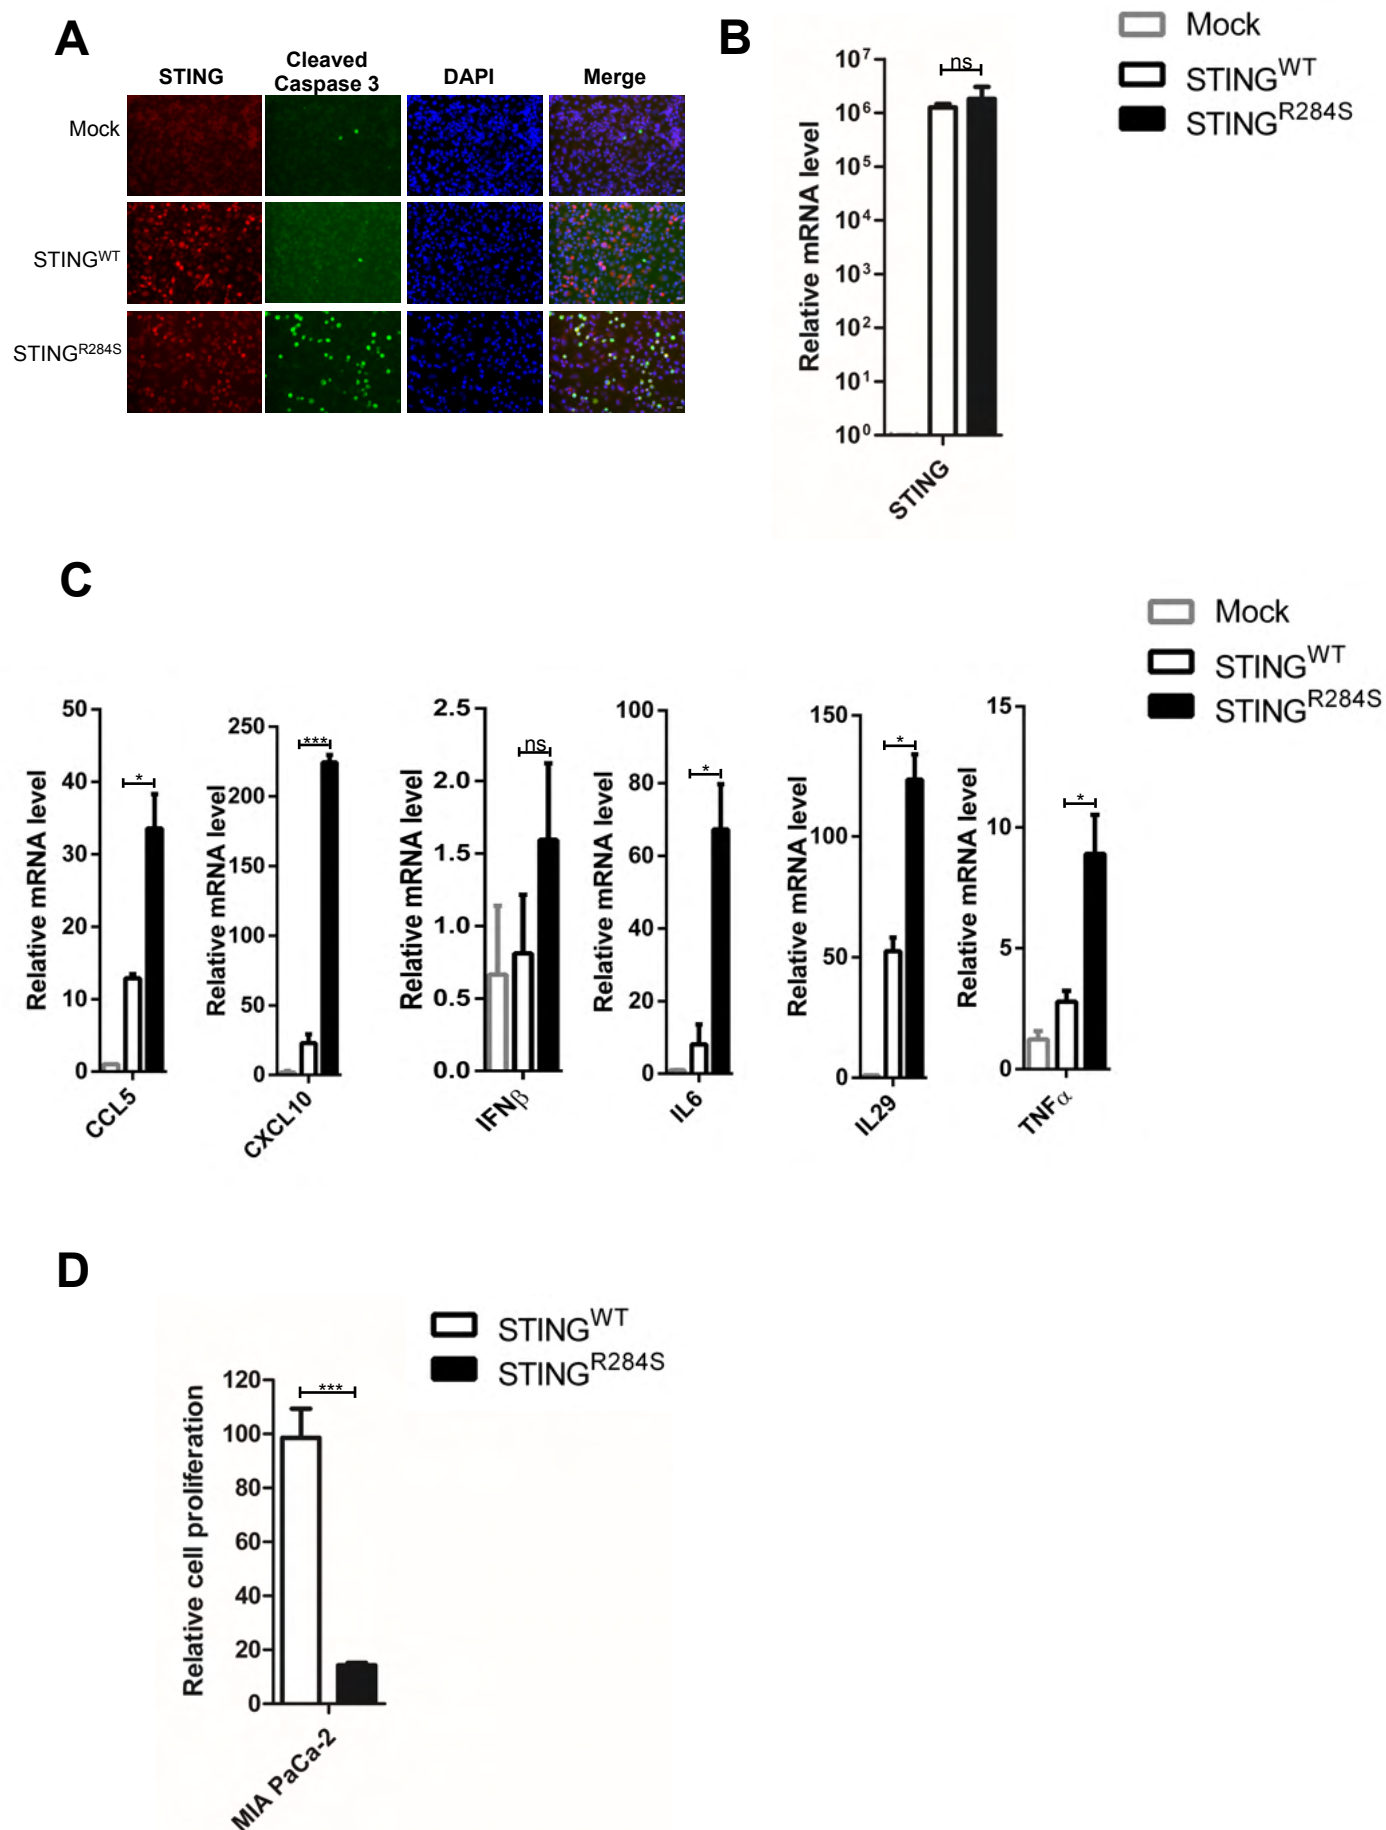 A
STING
Cleaved
Caspase 3
DAPI
Merge
Mock
STINGWT
STINGR284S
B
Relative mRNA level
10⁷
10⁶
10⁵
10⁴
10³
10²
10¹
10⁰
ns
STING
Mock
STINGWT
STINGR284S
C
Mock
STINGWT
STINGR284S
Relative mRNA level
50
40
30
20
10
0
*
CCL5
Relative mRNA level
250
200
150
100
50
0
***
CXCL10
Relative mRNA level
2.5
2.0
1.5
1.0
0.5
0.0
ns
IFNβ
Relative mRNA level
100
80
60
40
20
0
*
IL6
Relative mRNA level
150
100
50
0
*
IL29
Relative mRNA level
15
10
5
0
*
TNFα
D
STINGWT
STINGR284S
Relative cell proliferation
120
100
80
60
40
20
0
***
MIA PaCa-2